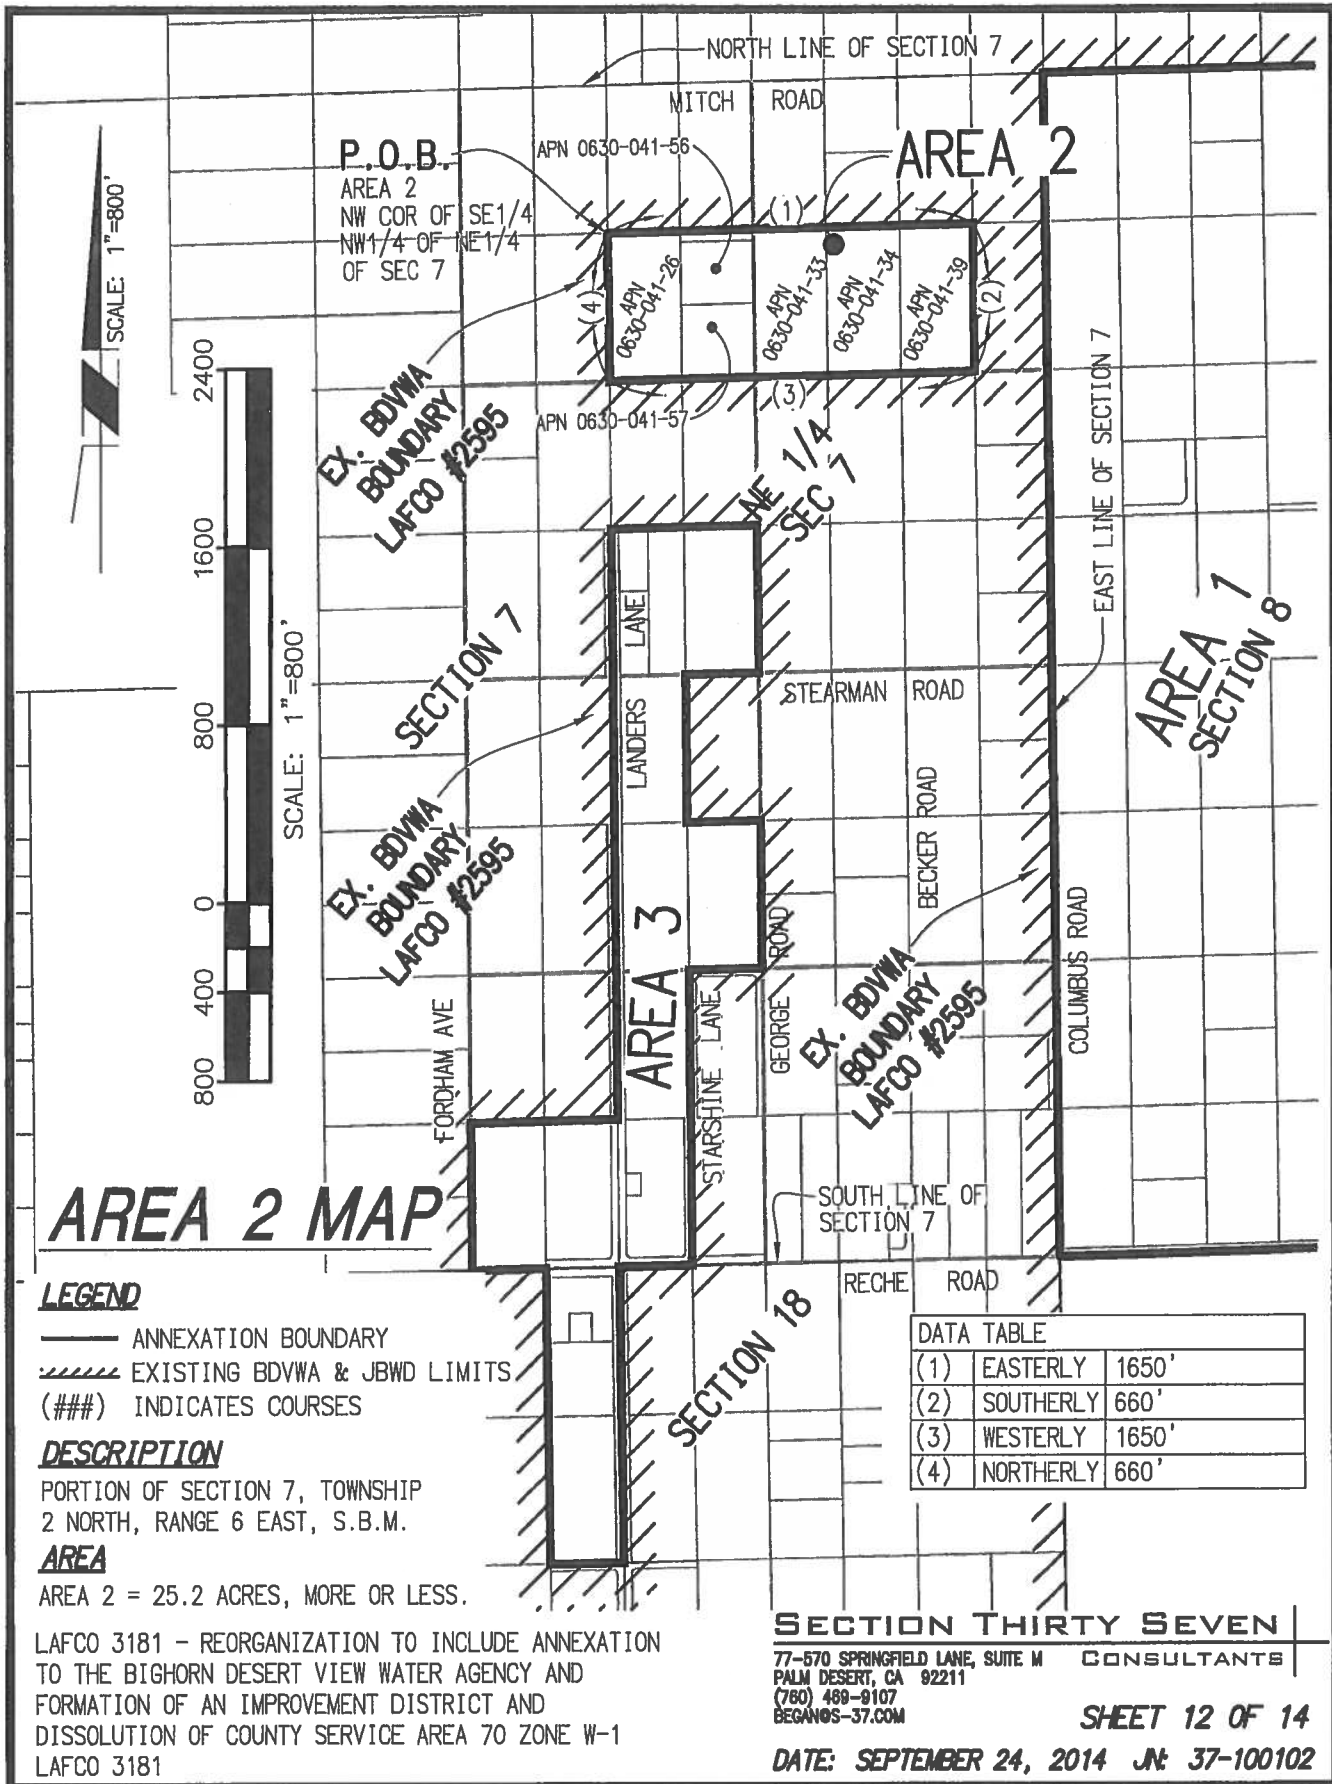 NORTH LINE OF SECTION 7
MITCH ROAD
P.O.B.
AREA 2
NW COR OF SE1/4
NW1/4 OF NE1/4
OF SEC 7
APN 0630-041-56
AREA 2
SCALE: 1"=800'
(1)
(2)
(3)
(4)
APN
0630-041-26
APN
0630-041-33
APN
0630-041-34
APN
0630-041-39
APN 0630-041-57
EX. BDVWA
BOUNDARY
LAFCO #2595
NE 1/4
SEC 7
EAST LINE OF SECTION 7
2400
1600
800
0
400
800
SCALE: 1"=800'
SECTION 7
LANDERS LANE
STEARMAN ROAD
AREA 1
SECTION 8
EX. BDVWA
BOUNDARY
LAFCO #2595
AREA 3
BECKER ROAD
GEORGE ROAD
STARSHINE LANE
FORDHAM AVE
COLUMBUS ROAD
EX. BDVWA
BOUNDARY
LAFCO #2595
SOUTH LINE OF
SECTION 7
RECHE ROAD
SECTION 18
AREA 2 MAP
LEGEND
ANNEXATION BOUNDARY
EXISTING BDVWA & JBWD LIMITS
(###) INDICATES COURSES
DESCRIPTION
PORTION OF SECTION 7, TOWNSHIP
2 NORTH, RANGE 6 EAST, S.B.M.
AREA
AREA 2 = 25.2 ACRES, MORE OR LESS.
LAFCO 3181 - REORGANIZATION TO INCLUDE ANNEXATION
TO THE BIGHORN DESERT VIEW WATER AGENCY AND
FORMATION OF AN IMPROVEMENT DISTRICT AND
DISSOLUTION OF COUNTY SERVICE AREA 70 ZONE W-1
LAFCO 3181
DATA TABLE
(1) EASTERLY 1650'
(2) SOUTHERLY 660'
(3) WESTERLY 1650'
(4) NORTHERLY 660'
SECTION THIRTY SEVEN
CONSULTANTS
77-570 SPRINGFIELD LANE, SUITE M
PALM DESERT, CA 92211
(760) 469-9107
BEGAN@S-37.COM
SHEET 12 OF 14
DATE: SEPTEMBER 24, 2014 JN: 37-100102